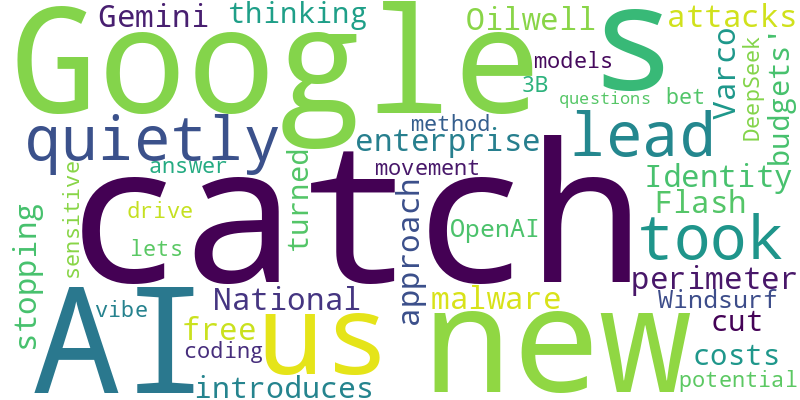 Google
s
Gemini
thinking
Oilwell
attacks
models
3B
questions
bet
Varco
DeepSeek
budgets'
quietly
method
enterprise
lead
answer
movement
catch
Identity
Flash
sensitive
drive
turned
approach
OpenAI
took
lets
stopping
perimeter
AI
vibe
National
us
malware
new
Windsurf
free
cut
coding
costs
introduces
potential